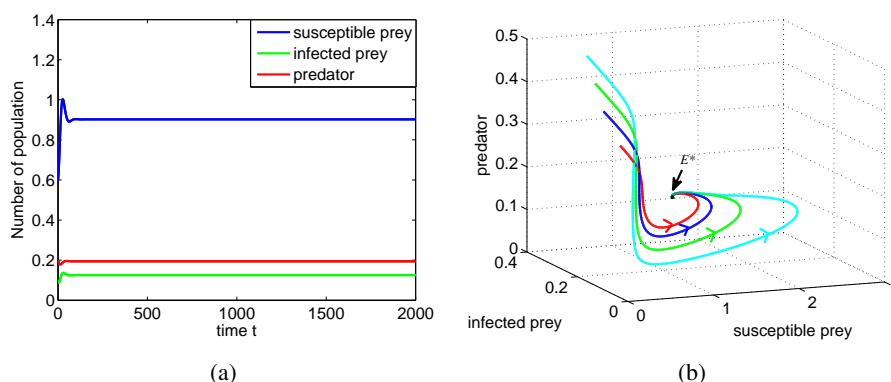 1.4
1.2
1
0.8
0.6
0.4
0.2
0
Number of population
susceptible prey
infected prey
predator
0 500 1000 1500 2000
time t
(a)
0.5
0.4
0.3
0.2
0.1
0
predator
E*
0.4
0.2
0
infected prey
0 1 2
susceptible prey
(b)